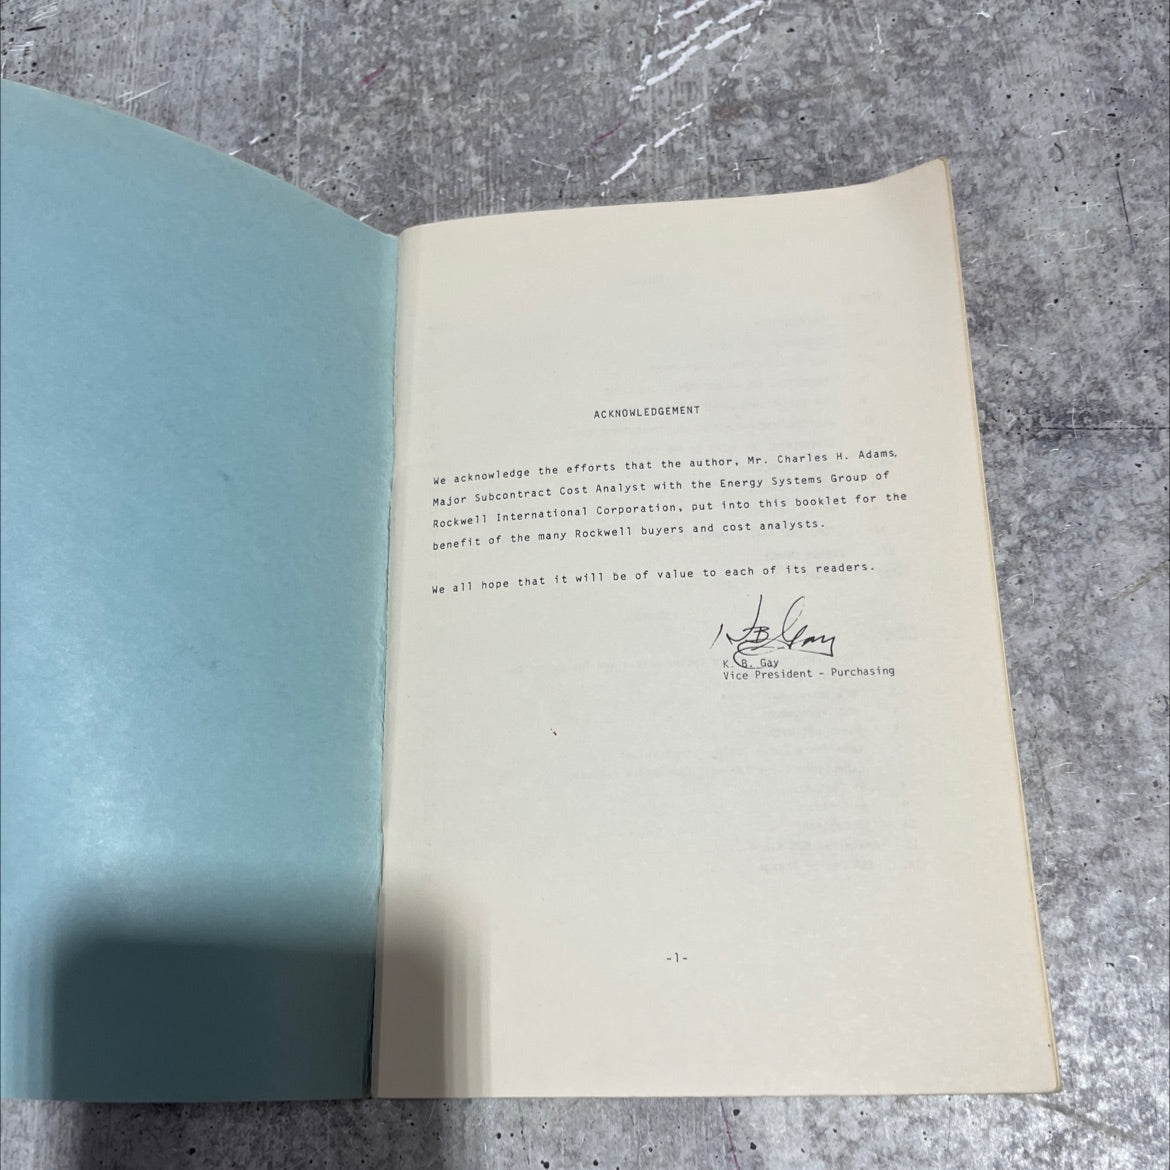 ACKNOWLEDGEMENT
We acknowledge the efforts that the author, Mr. Charles H. Adams,
Major Subcontract Cost Analyst with the Energy Systems Group of
Rockwell International Corporation, put into this booklet for the
benefit of the many Rockwell buyers and cost analysts.
We all hope that it will be of value to each of its readers.
K. B. Gay
K. B. Gay
Vice President - Purchasing
-1-